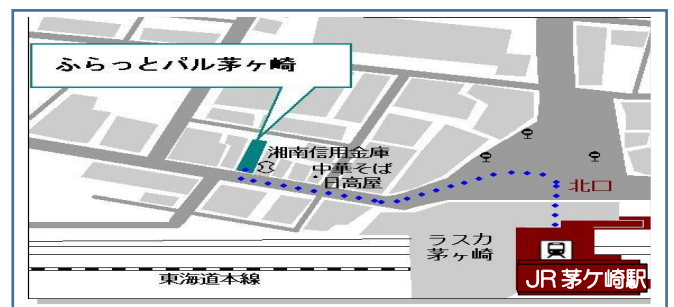 ふらっとパル茅ヶ崎
湘南信用金庫
中華そば
日高屋
北口
ラスカ
茅ヶ崎
東海道本線
JR茅ケ崎駅